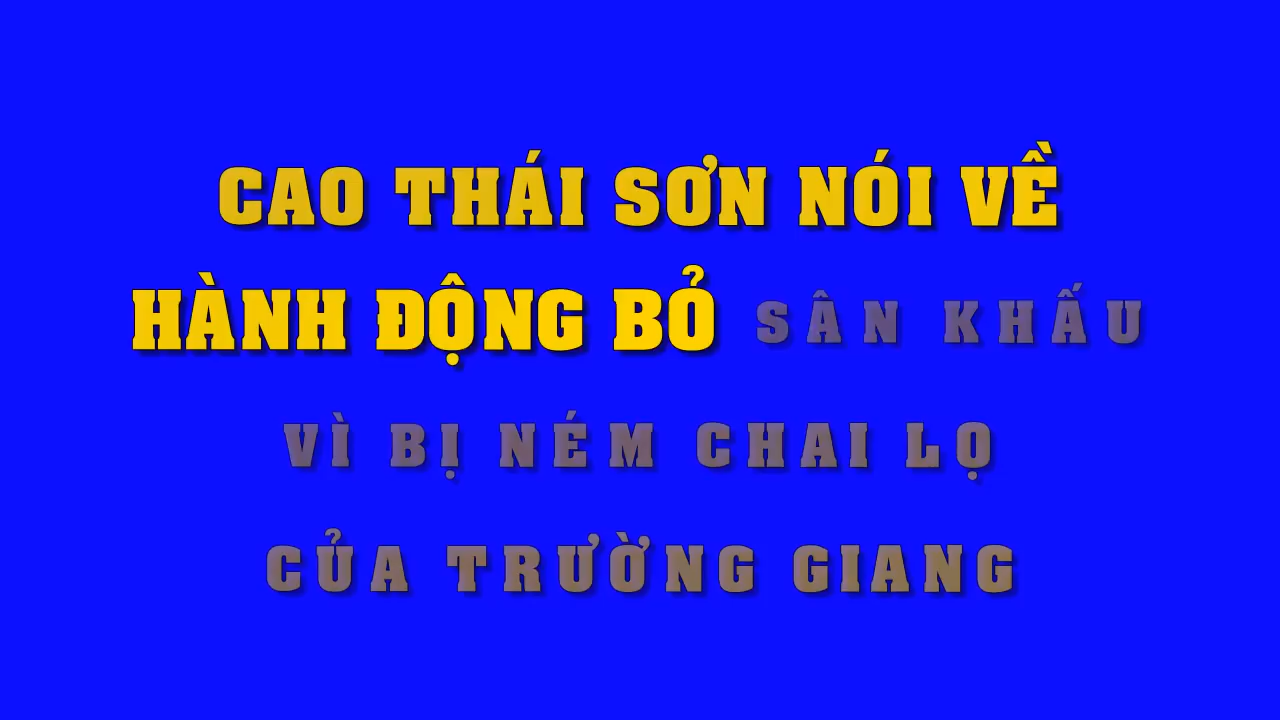 CAO THÁI SƠN NÓI VỀ
HÀNH ĐỘNG BỎ SÂN KHẤU
VÌ BỊ NÉM CHAI LỌ
CỦA TRƯỜNG GIANG